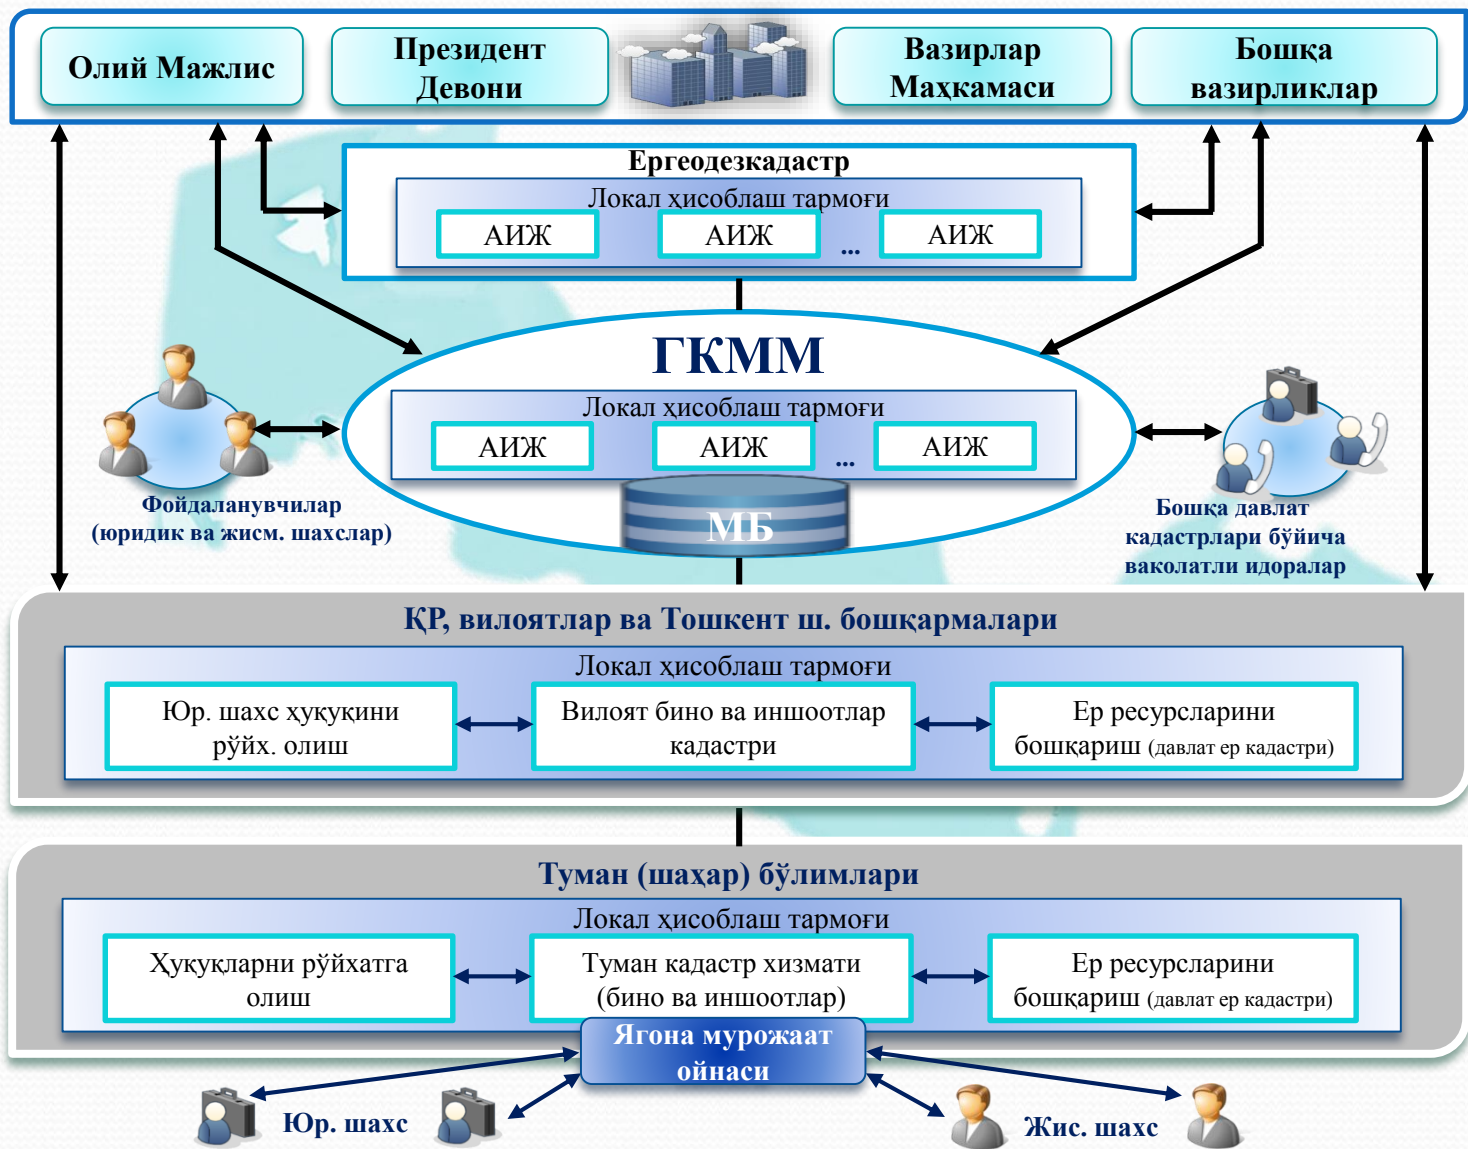 Олий Мажлис
Президент
Девони
Вазирлар
Маҳкамаси
Бошқа
вазирликлар
Ергеодезкадастр
Локал ҳисоблаш тармоғи
АИЖ
АИЖ
...
АИЖ
ГКММ
Локал ҳисоблаш тармоғи
АИЖ
АИЖ
...
АИЖ
МБ
Фойдаланувчилар
(юридик ва жисм. шахслар)
Бошқа давлат
кадастрлари бўйича
ваколатли идоралар
ҚР, вилоятлар ва Тошкент ш. бошқармалари
Локал ҳисоблаш тармоғи
Юр. шахс ҳуқуқини
рўйх. олиш
Вилоят бино ва иншоотлар
кадастри
Ер ресурсларини
бошқариш (давлат ер кадастри)
Туман (шаҳар) бўлимлари
Локал ҳисоблаш тармоғи
Ҳуқуқларни рўйхатга
олиш
Туман кадастр хизмати
(бино ва иншоотлар)
Ер ресурсларини
бошқариш (давлат ер кадастри)
Ягона мурожаат
ойнаси
Юр. шахс
Жис. шахс